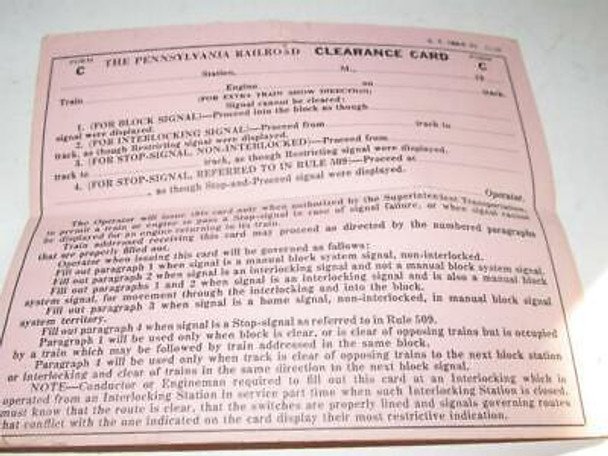 FORM C THE PENNSYLVANIA RAILROAD CLEARANCE CARD FORM C
Station, M., 19
Engine on track.
Train (FOR EXTRA TRAIN SHOW DIRECTION)
Signal cannot be cleared:
1. (FOR BLOCK SIGNAL)—Proceed into the block as though
signal were displayed.
2. (FOR INTERLOCKING SIGNAL)—Proceed from track to
track, as though Restricting signal were displayed.
3. (FOR STOP-SIGNAL, NON-INTERLOCKED)—Proceed from
track to track, as though Restricting signal were displayed.
4. (FOR STOP-SIGNAL, REFERRED TO IN RULE 509)—Proceed at
, as though Stop-and-Proceed signal were displayed.
Operator.
The Operator will issue this card only when authorized by the Superintendent Transportation,
to permit a train or engine to pass a Stop-signal in case of signal failure, or when signal cannot
be displayed for an engine returning to its train.
Train addressed receiving this card may proceed as directed by the numbered paragraphs
that are properly filled out.
Operator when issuing this card will be governed as follows:
Fill out paragraph 1 when signal is a manual block system signal, non-interlocked.
Fill out paragraph 2 when signal is an interlocking signal and not a manual block system signal.
Fill out paragraphs 1 and 2 when signal is an interlocking signal and is also a manual block
system signal, for movement through the interlocking and into the block.
Fill out paragraph 3 when signal is a home signal, non-interlocked, in manual block signal
system territory.
Fill out paragraph 4 when signal is a Stop-signal as referred to in Rule 509.
Paragraph 1 will be used only when block is clear, or is clear of opposing trains but is occupied
by a train which may be followed by train addressed in the same block.
Paragraph 4 will be used only when track is clear of opposing trains to the next block station
or Interlocking and clear of trains in the same direction to the next block signal.
NOTE—Conductor or Engineman required to fill out this card at an Interlocking which is
operated from an Interlocking Station in service part time when such Interlocking Station is closed,
must know that the route is clear, that the switches are properly lined and signals governing routes
that conflict with the one indicated on the card display their most restrictive indication.